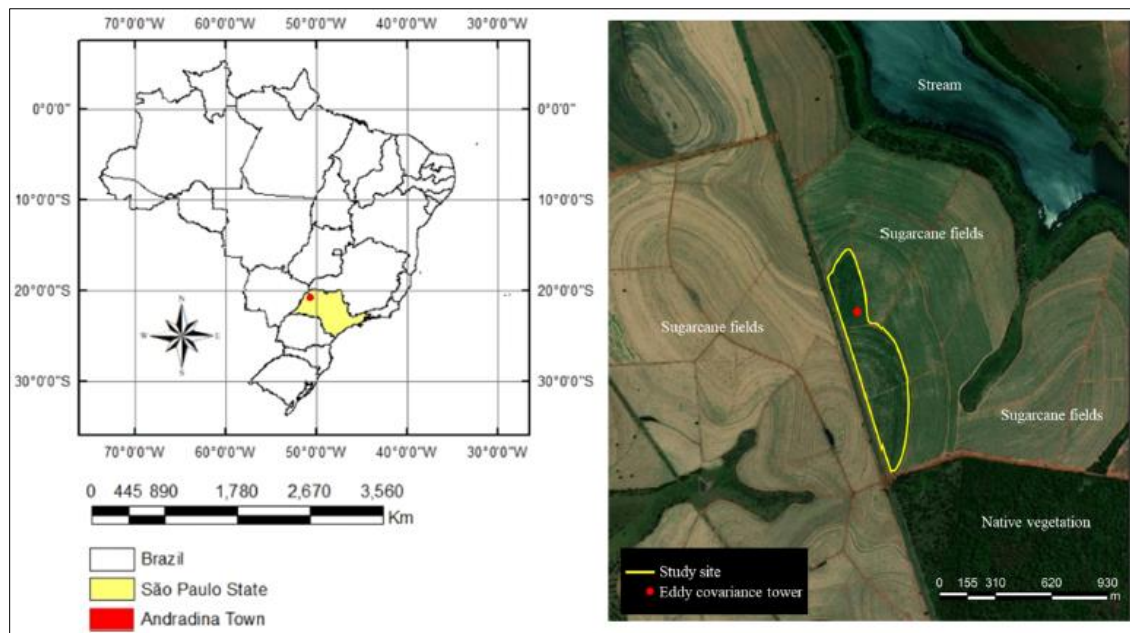 70°0'0"W 60°0'0"W 50°0'0"W 40°0'0"W 30°0'0"W
0°0'0" 0°0'0"
10°0'0"S 10°0'0"S
20°0'0"S 20°0'0"S
30°0'0"S 30°0'0"S
N
W E
S
70°0'0"W 60°0'0"W 50°0'0"W 40°0'0"W 30°0'0"W
0 445 890 1,780 2,670 3,560
Km
Brazil
São Paulo State
Andradina Town
Stream
Sugarcane fields
Sugarcane fields
Sugarcane fields
Native vegetation
Study site
Eddy covariance tower
0 155 310 620 930
m